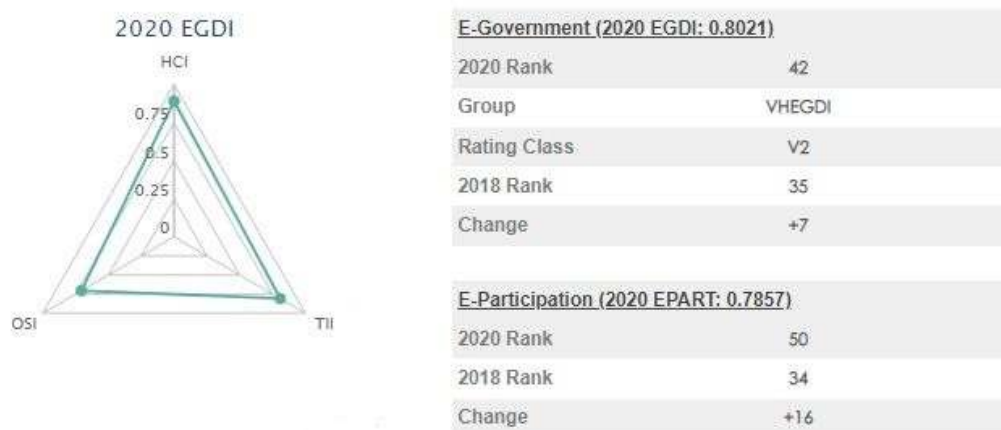 2020 EGDI
HCI
0.75
0.5
0.25
0
OSI
TII
E-Government (2020 EGDI: 0.8021)
2020 Rank 42
Group VHEGDI
Rating Class V2
2018 Rank 35
Change +7
E-Participation (2020 EPART: 0.7857)
2020 Rank 50
2018 Rank 34
Change +16